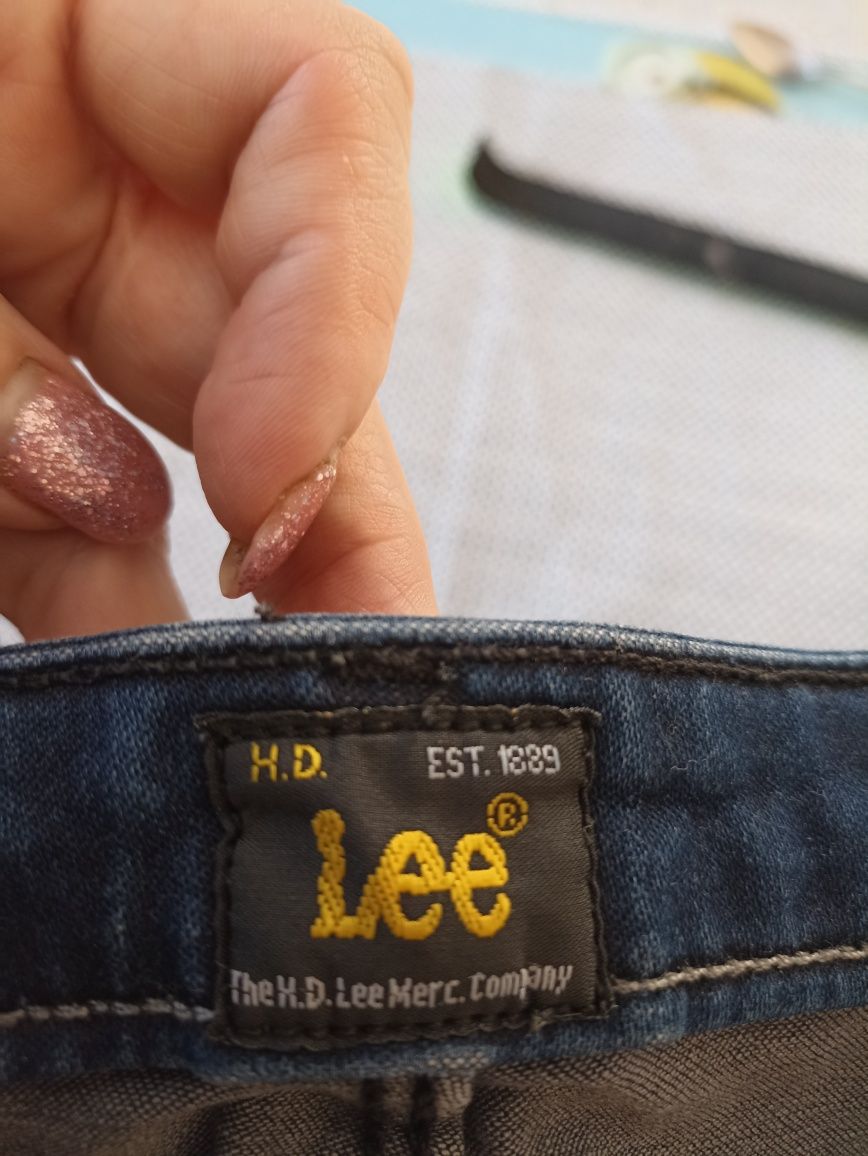 H.D. EST. 1889
Lee®
The H.D. Lee Merc. Company